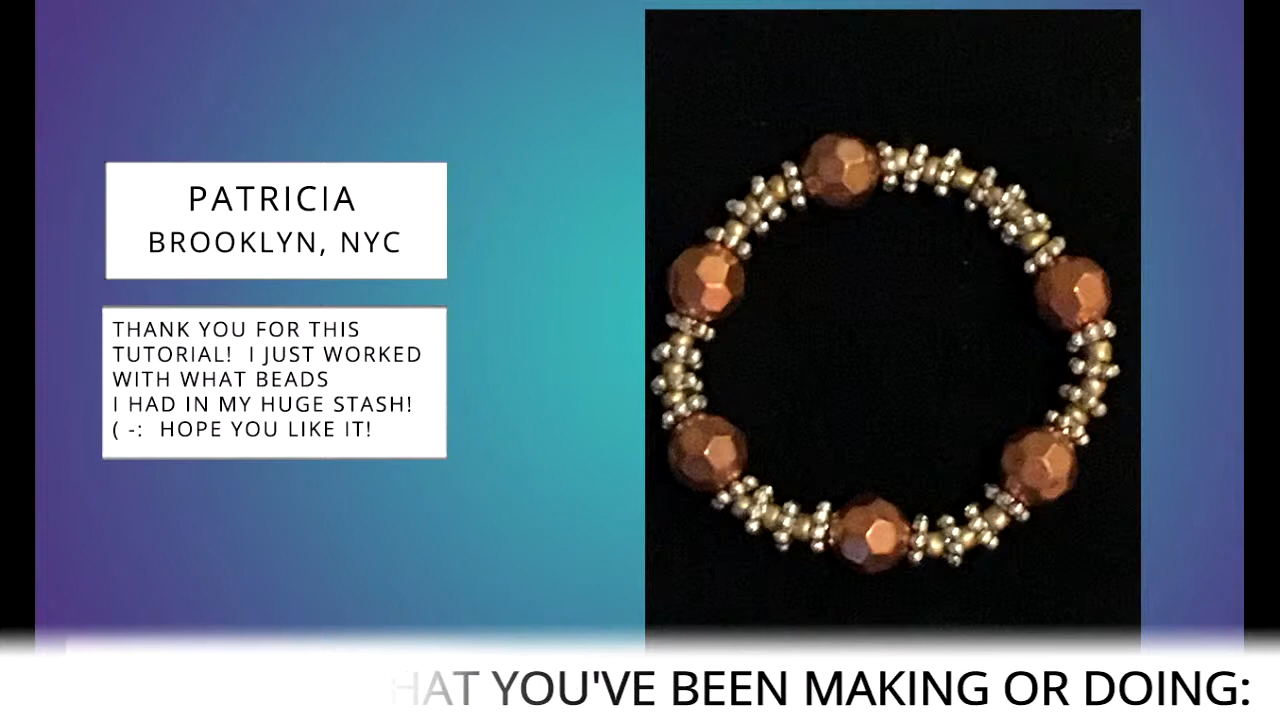 PATRICIA
BROOKLYN, NYC
THANK YOU FOR THIS
TUTORIAL! I JUST WORKED
WITH WHAT BEADS
I HAD IN MY HUGE STASH!
( -: HOPE YOU LIKE IT!
YOU'VE BEEN MAKING OR DOING: